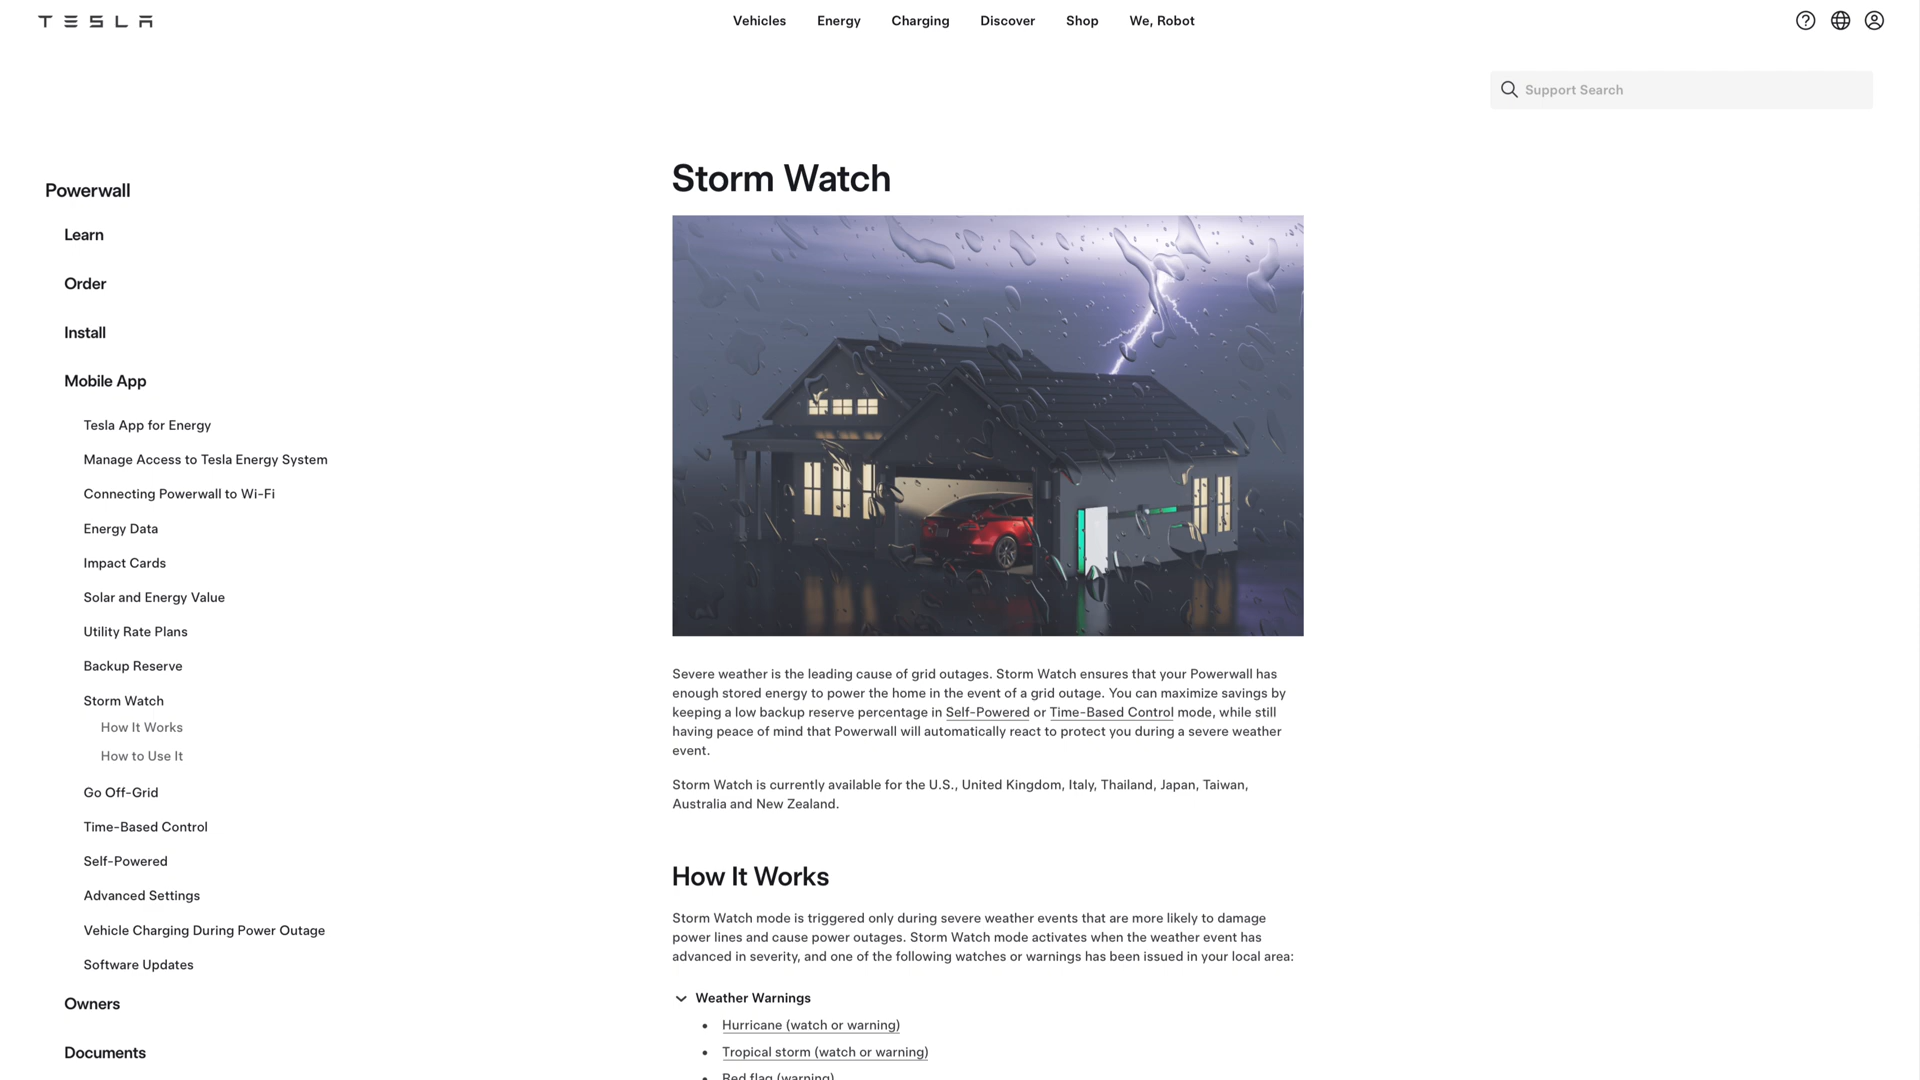 TESLA
Vehicles
Energy
Charging
Discover
Shop
We, Robot
Support Search
Powerwall
Learn
Order
Install
Mobile App
Tesla App for Energy
Manage Access to Tesla Energy System
Connecting Powerwall to Wi-Fi
Energy Data
Impact Cards
Solar and Energy Value
Utility Rate Plans
Backup Reserve
Storm Watch
How It Works
How to Use It
Go Off-Grid
Time-Based Control
Self-Powered
Advanced Settings
Vehicle Charging During Power Outage
Software Updates
Owners
Documents
Storm Watch
Severe weather is the leading cause of grid outages. Storm Watch ensures that your Powerwall has
enough stored energy to power the home in the event of a grid outage. You can maximize savings by
keeping a low backup reserve percentage in Self-Powered or Time-Based Control mode, while still
having peace of mind that Powerwall will automatically react to protect you during a severe weather
event.
Storm Watch is currently available for the U.S., United Kingdom, Italy, Thailand, Japan, Taiwan,
Australia and New Zealand.
How It Works
Storm Watch mode is triggered only during severe weather events that are more likely to damage
power lines and cause power outages. Storm Watch mode activates when the weather event has
advanced in severity, and one of the following watches or warnings has been issued in your local area:
Weather Warnings
• Hurricane (watch or warning)
• Tropical storm (watch or warning)
• Red flag (warning)